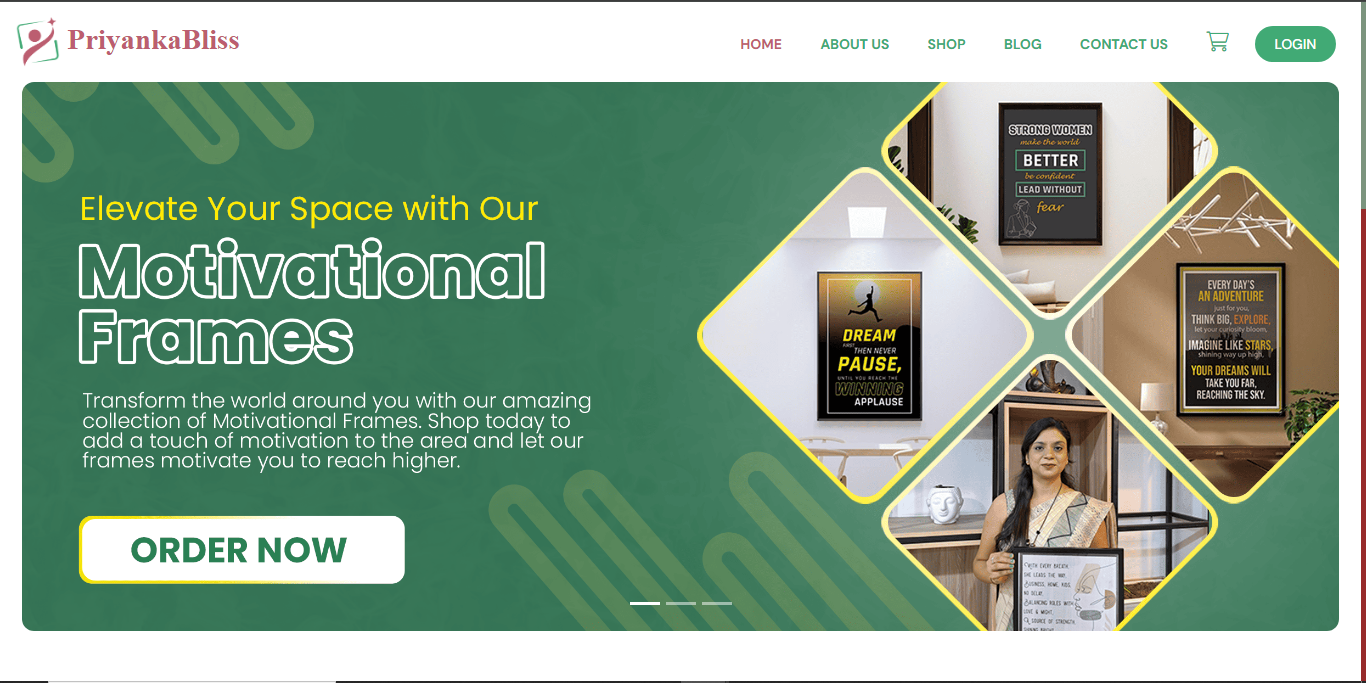 PriyankaBliss
HOME
ABOUT US
SHOP
BLOG
CONTACT US
LOGIN
Elevate Your Space with Our
Motivational
Frames
Transform the world around you with our amazing
collection of Motivational Frames. Shop today to
add a touch of motivation to the area and let our
frames motivate you to reach higher.
ORDER NOW
STRONG WOMEN
make the world
BETTER
be confident
LEAD WITHOUT
fear
DREAM
FIRST,
THEN NEVER
PAUSE,
UNTIL YOU REACH THE
WINNING
APPLAUSE
EVERY DAY'S
AN ADVENTURE
just for you,
THINK BIG, EXPLORE,
let your curiosity bloom,
IMAGINE LIKE STARS,
shining way up high,
YOUR DREAMS WILL
TAKE YOU FAR,
REACHING THE SKY.
WITH EVERY BREATH,
SHE LEADS THE WAY,
BUSINESS, HOME, KIDS,
NO DELAY,
BALANCING ROLES WITH
LOVE & MIGHT,
A SOURCE OF STRENGTH,